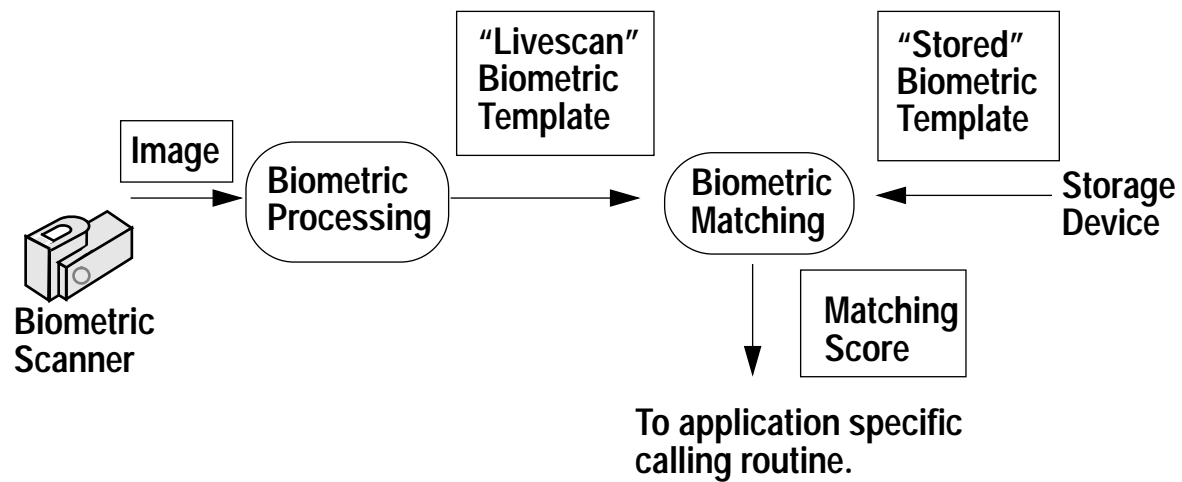 “Livescan”
Biometric
Template
“Stored”
Biometric
Template
Image
Biometric
Processing
Biometric
Matching
Storage
Device
Biometric
Scanner
Matching
Score
To application specific
calling routine.